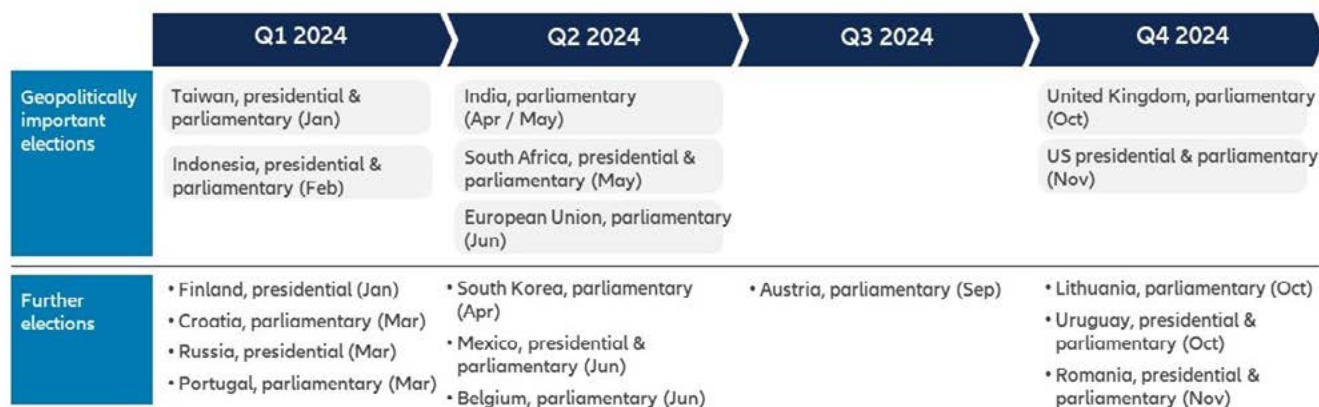 Q1 2024
Q2 2024
Q3 2024
Q4 2024
Geopolitically
important
elections
Taiwan, presidential &
parliamentary (Jan)
Indonesia, presidential &
parliamentary (Feb)
India, parliamentary
(Apr / May)
South Africa, presidential &
parliamentary (May)
European Union, parliamentary
(Jun)
United Kingdom, parliamentary
(Oct)
US presidential & parliamentary
(Nov)
Further
elections
• Finland, presidential (Jan)
• Croatia, parliamentary (Mar)
• Russia, presidential (Mar)
• Portugal, parliamentary (Mar)
• South Korea, parliamentary
(Apr)
• Mexico, presidential &
parliamentary (Jun)
• Belgium, parliamentary (Jun)
• Austria, parliamentary (Sep)
• Lithuania, parliamentary (Oct)
• Uruguay, presidential &
parliamentary (Oct)
• Romania, presidential &
parliamentary (Nov)